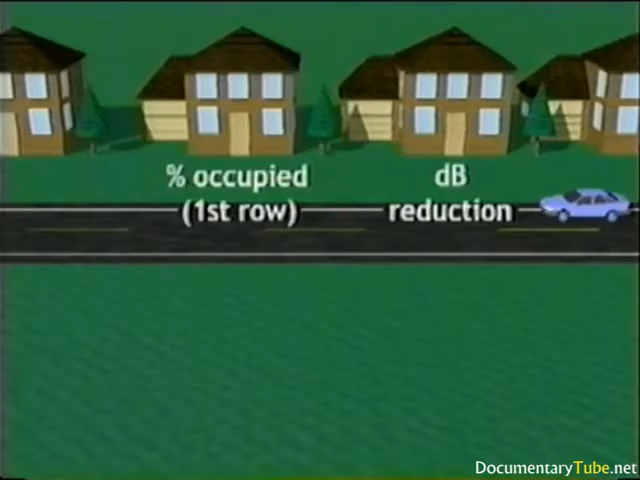 % occupied
(1st row)
dB
reduction
DocumentaryTube.net